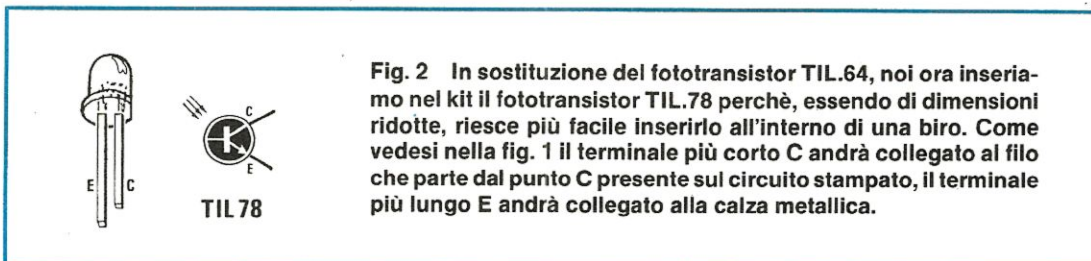 E
C
C
E
TIL78
Fig. 2 In sostituzione del fototransistor TIL.64, noi ora inseria-
mo nel kit il fototransistor TIL.78 perchè, essendo di dimensioni
ridotte, riesce più facile inserirlo all'interno di una biro. Come
vedesi nella fig. 1 il terminale più corto C andrà collegato al filo
che parte dal punto C presente sul circuito stampato, il terminale
più lungo E andrà collegato alla calza metallica.